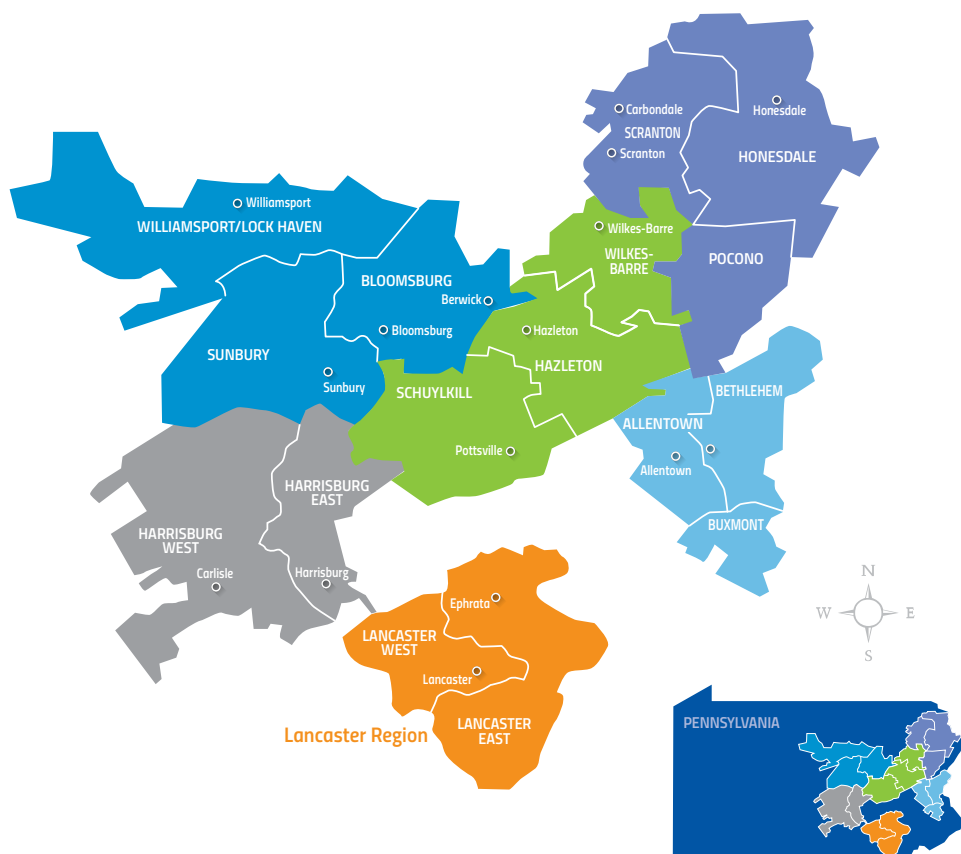 Carbondale
Honesdale
SCRANTON
Scranton
HONESDALE
Williamsport
WILLIAMSPORT/LOCK HAVEN
Wilkes-Barre
WILKES-
BARRE
POCONO
BLOOMSBURG
Berwick
Bloomsburg
Hazleton
SUNBURY
HAZLETON
Sunbury
SCHUYLKILL
BETHLEHEM
ALLENTOWN
Pottsville
Allentown
HARRISBURG
EAST
BUXMONT
HARRISBURG
WEST
Carlisle
Harrisburg
N
W
E
S
Ephrata
LANCASTER
WEST
Lancaster
LANCASTER
EAST
Lancaster Region
PENNSYLVANIA